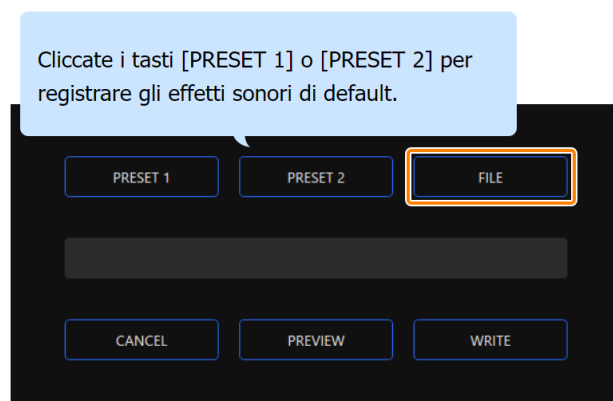 Cliccate i tasti [PRESET 1] o [PRESET 2] per
registrare gli effetti sonori di default.
PRESET 1 PRESET 2 FILE
CANCEL PREVIEW WRITE